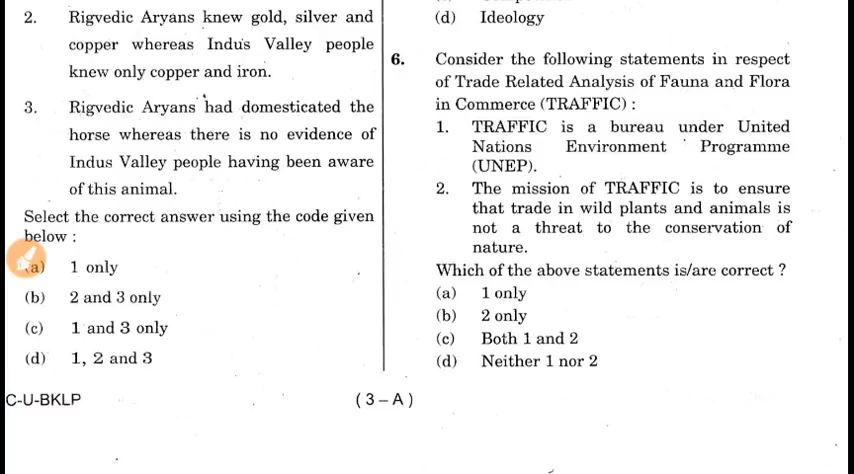 2. Rigvedic Aryans knew gold, silver and
copper whereas Indus Valley people
knew only copper and iron.
3. Rigvedic Aryans had domesticated the
horse whereas there is no evidence of
Indus Valley people having been aware
of this animal.
Select the correct answer using the code given
below :
(a) 1 only
(b) 2 and 3 only
(c) 1 and 3 only
(d) 1, 2 and 3
C-U-BKLP
( 3 – A )
(d) Ideology
6. Consider the following statements in respect
of Trade Related Analysis of Fauna and Flora
in Commerce (TRAFFIC) :
1. TRAFFIC is a bureau under United
Nations Environment Programme
(UNEP).
2. The mission of TRAFFIC is to ensure
that trade in wild plants and animals is
not a threat to the conservation of
nature.
Which of the above statements is/are correct ?
(a) 1 only
(b) 2 only
(c) Both 1 and 2
(d) Neither 1 nor 2